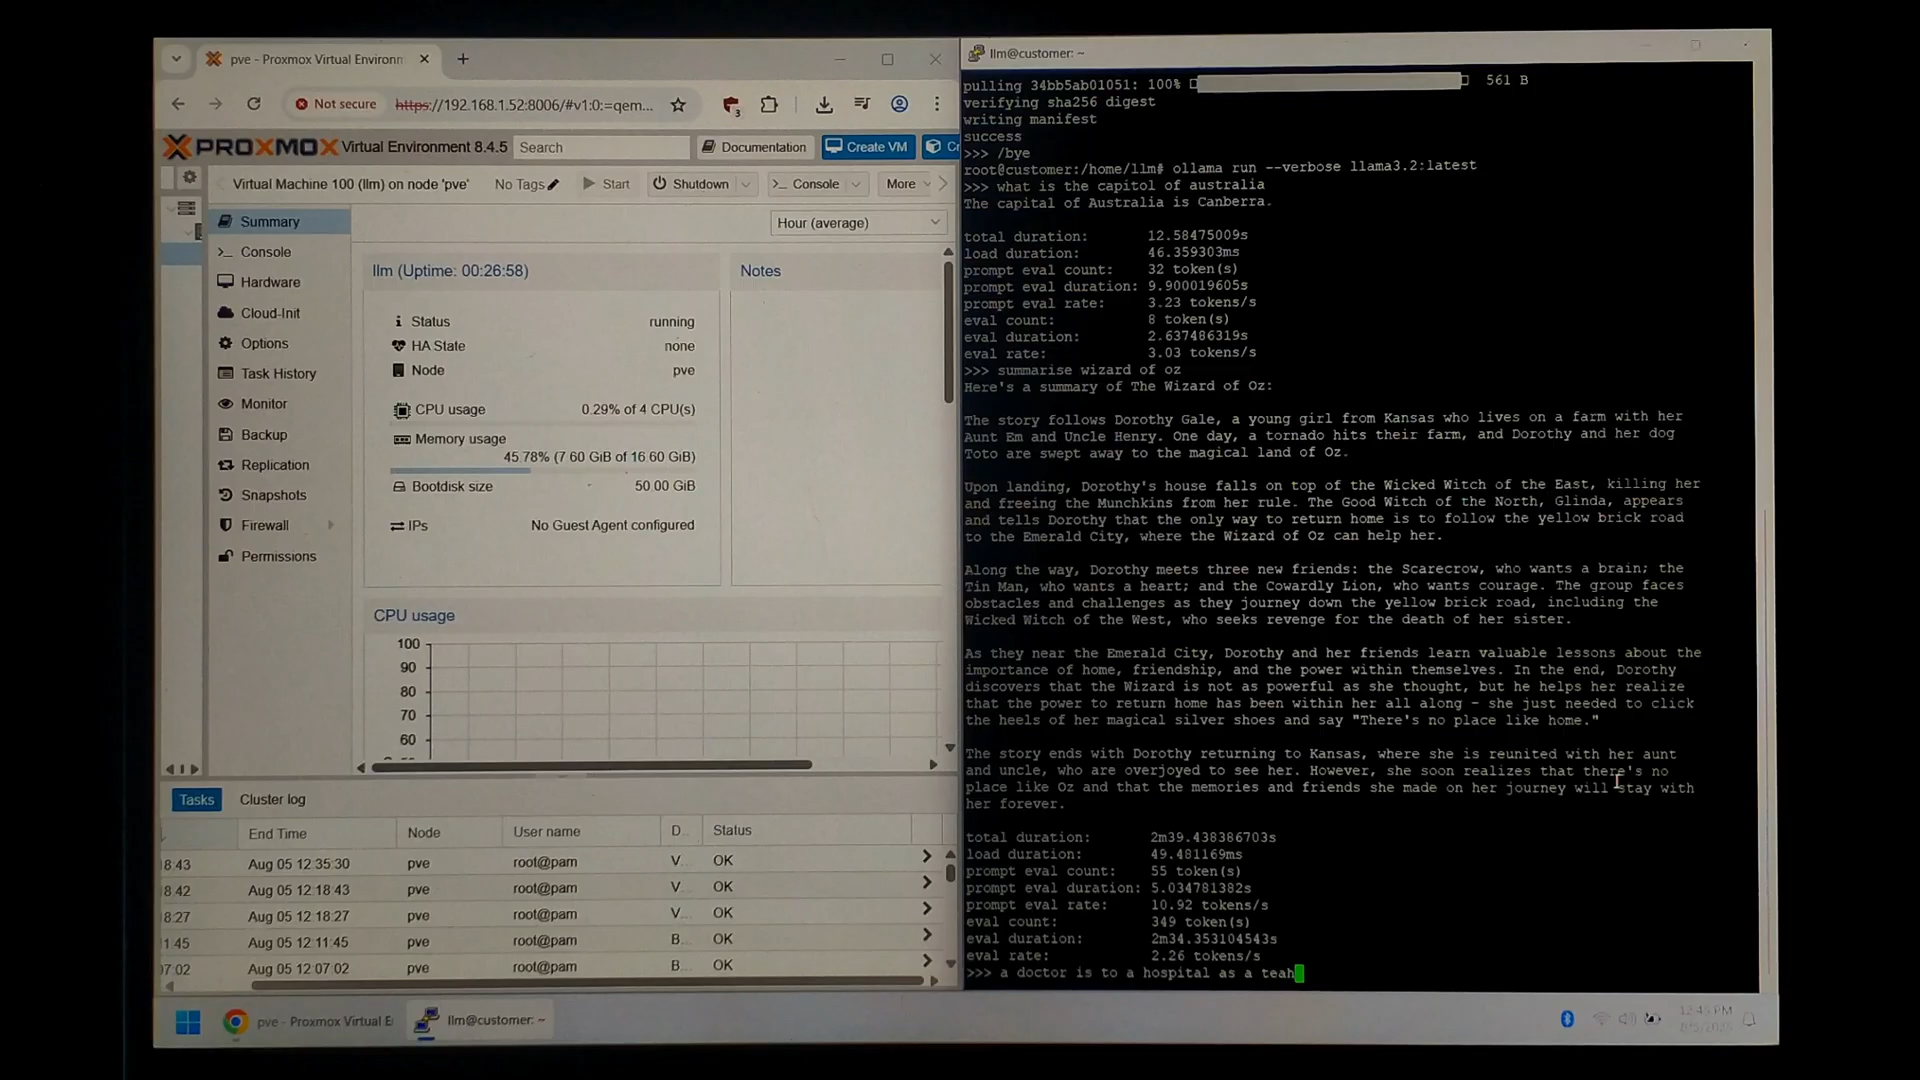 pve - Proxmox Virtual Environm
Not secure
https://192.168.1.52:8006/#v1:0:=qem...
3
PROXMOX Virtual Environment 8.4.5
Search
Documentation
Create VM
Virtual Machine 100 (llm) on node 'pve'
No Tags
Start
Shutdown
Console
More
Summary
Console
Hardware
Cloud-Init
Options
Task History
Monitor
Backup
Replication
Snapshots
Firewall
Permissions
Hour (average)
llm (Uptime: 00:26:58)
Notes
Status running
HA State none
Node pve
CPU usage 0.29% of 4 CPU(s)
Memory usage
45.78% (7.60 GiB of 16.60 GiB)
Bootdisk size 50.00 GiB
IPs No Guest Agent configured
CPU usage
100
90
80
70
60
Tasks
Cluster log
End Time Node User name D.. Status
8:43 Aug 05 12:35:30 pve root@pam V... OK
8:42 Aug 05 12:18:43 pve root@pam V... OK
8:27 Aug 05 12:18:27 pve root@pam V... OK
1:45 Aug 05 12:11:45 pve root@pam B... OK
07:02 Aug 05 12:07:02 pve root@pam B... OK
llm@customer: ~
pulling 34bb5ab01051: 100% 561 B
verifying sha256 digest
writing manifest
success
>>> /bye
root@customer:/home/llm# ollama run --verbose llama3.2:latest
>>> what is the capitol of australia
The capital of Australia is Canberra.
total duration: 12.58475009s
load duration: 46.359303ms
prompt eval count: 32 token(s)
prompt eval duration: 9.900019605s
prompt eval rate: 3.23 tokens/s
eval count: 8 token(s)
eval duration: 2.637486319s
eval rate: 3.03 tokens/s
>>> summarise wizard of oz
Here's a summary of The Wizard of Oz:
The story follows Dorothy Gale, a young girl from Kansas who lives on a farm with her
Aunt Em and Uncle Henry. One day, a tornado hits their farm, and Dorothy and her dog
Toto are swept away to the magical land of Oz.
Upon landing, Dorothy's house falls on top of the Wicked Witch of the East, killing her
and freeing the Munchkins from her rule. The Good Witch of the North, Glinda, appears
and tells Dorothy that the only way to return home is to follow the yellow brick road
to the Emerald City, where the Wizard of Oz can help her.
Along the way, Dorothy meets three new friends: the Scarecrow, who wants a brain; the
Tin Man, who wants a heart; and the Cowardly Lion, who wants courage. The group faces
obstacles and challenges as they journey down the yellow brick road, including the
Wicked Witch of the West, who seeks revenge for the death of her sister.
As they near the Emerald City, Dorothy and her friends learn valuable lessons about the
importance of home, friendship, and the power within themselves. In the end, Dorothy
discovers that the Wizard is not as powerful as she thought, but he helps her realize
that the power to return home has been within her all along - she just needed to click
the heels of her magical silver shoes and say "There's no place like home."
The story ends with Dorothy returning to Kansas, where she is reunited with her aunt
and uncle, who are overjoyed to see her. However, she soon realizes that there's no
place like Oz and that the memories and friends she made on her journey will stay with
her forever.
total duration: 2m39.438386703s
load duration: 49.481169ms
prompt eval count: 55 token(s)
prompt eval duration: 5.034781382s
prompt eval rate: 10.92 tokens/s
eval count: 349 token(s)
eval duration: 2m34.353104543s
eval rate: 2.26 tokens/s
>>> a doctor is to a hospital as a teah
pve - Proxmox Virtual E
llm@customer: ~